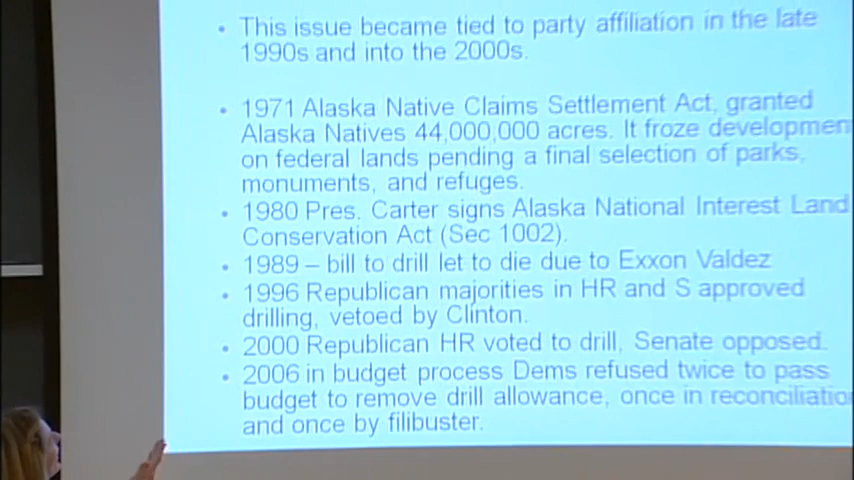 • This issue became tied to party affiliation in the late
1990s and into the 2000s.
• 1971 Alaska Native Claims Settlement Act, granted
Alaska Natives 44,000,000 acres. It froze developmen
on federal lands pending a final selection of parks,
monuments, and refuges.
• 1980 Pres. Carter signs Alaska National Interest Land
Conservation Act (Sec 1002).
• 1989 – bill to drill let to die due to Exxon Valdez
• 1996 Republican majorities in HR and S approved
drilling, vetoed by Clinton.
• 2000 Republican HR voted to drill, Senate opposed.
• 2006 in budget process Dems refused twice to pass
budget to remove drill allowance, once in reconciliatio
and once by filibuster.